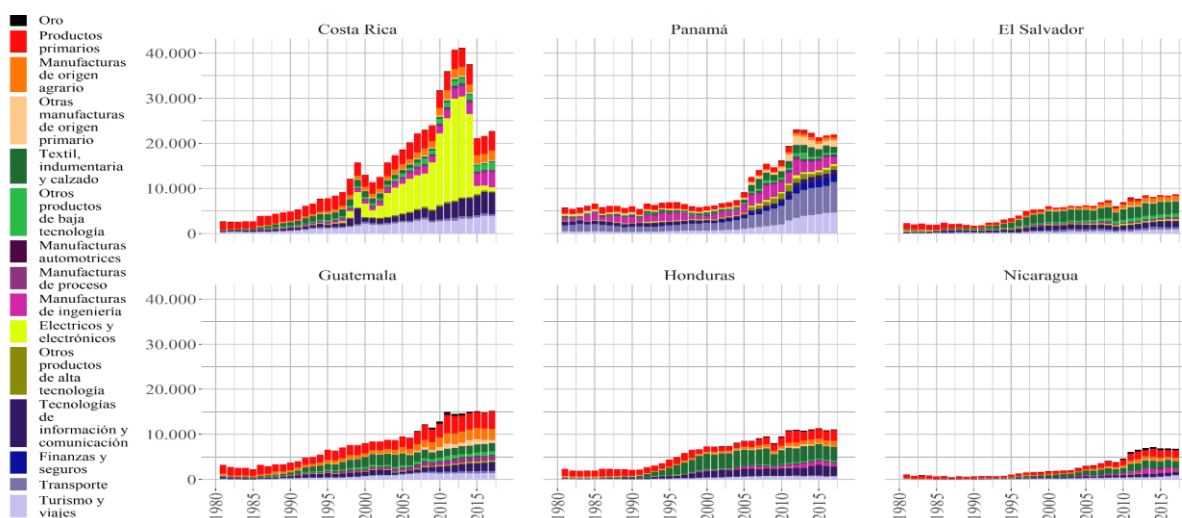 Oro
Productos
primarios
Manufacturas
de origen
agrario
Otras
manufacturas
de origen
primario
Textil,
indumentaria
y calzado
Otros
productos
de baja
tecnología
Manufacturas
automotrices
Manufacturas
de proceso
Manufacturas
de ingeniería
Electricos y
electrónicos
Otros
productos
de alta
tecnología
Tecnologías
de
información y
comunicación
Finanzas y
seguros
Transporte
Turismo y
viajes
Costa Rica
Panamá
El Salvador
40.000
30.000
20.000
10.000
0
Guatemala
Honduras
Nicaragua
40.000
30.000
20.000
10.000
0
1980 1985 1990 1995 2000 2005 2010 2015
1980 1985 1990 1995 2000 2005 2010 2015
1980 1985 1990 1995 2000 2005 2010 2015